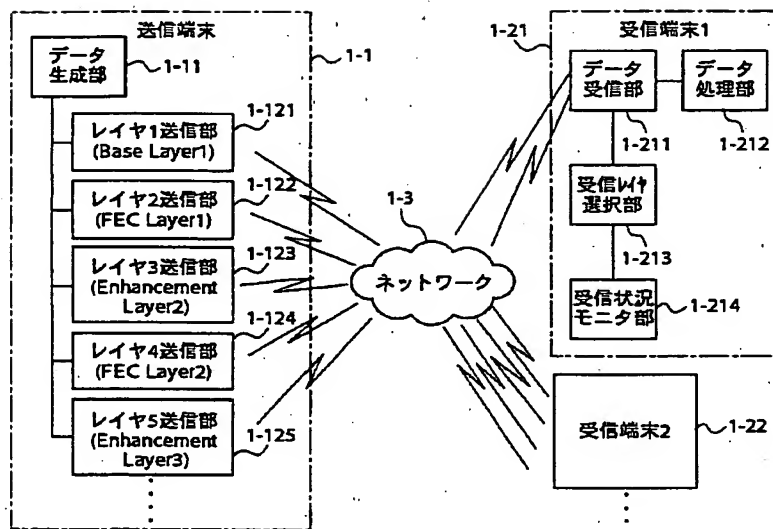 送信端末
1-1
データ
生成部
1-11
レイヤ1送信部
(Base Layer1)
1-121
レイヤ2送信部
(FEC Layer1)
1-122
レイヤ3送信部
(Enhancement
Layer2)
1-123
レイヤ4送信部
(FEC Layer2)
1-124
レイヤ5送信部
(Enhancement
Layer3)
1-125
1-3
ネットワーク
1-21
受信端末1
データ
受信部
1-211
データ
処理部
1-212
受信レイヤ
選択部
1-213
受信状況
モニタ部
1-214
受信端末2
1-22